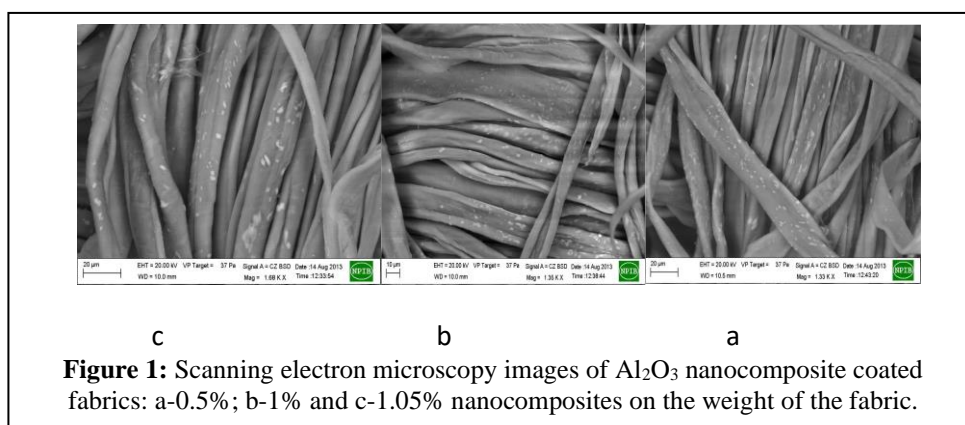 20 µm EHT = 20.00 kV VP Target = 37 Pa Signal A = CZ BSD Date :14 Aug 2013
WD = 10.0 mm Mag = 1.68 K X Time :12:33:54 NPIB
10 µm EHT = 20.00 kV VP Target = 37 Pa Signal A = CZ BSD Date :14 Aug 2013
WD = 10.0 mm Mag = 1.35 K X Time :12:38:44 NPIB
20 µm EHT = 20.00 kV VP Target = 37 Pa Signal A = CZ BSD Date :14 Aug 2013
WD = 10.5 mm Mag = 1.33 K X Time :12:43:20 NPIB
c b a
Figure 1: Scanning electron microscopy images of Al₂O₃ nanocomposite coated
fabrics: a-0.5%; b-1% and c-1.05% nanocomposites on the weight of the fabric.